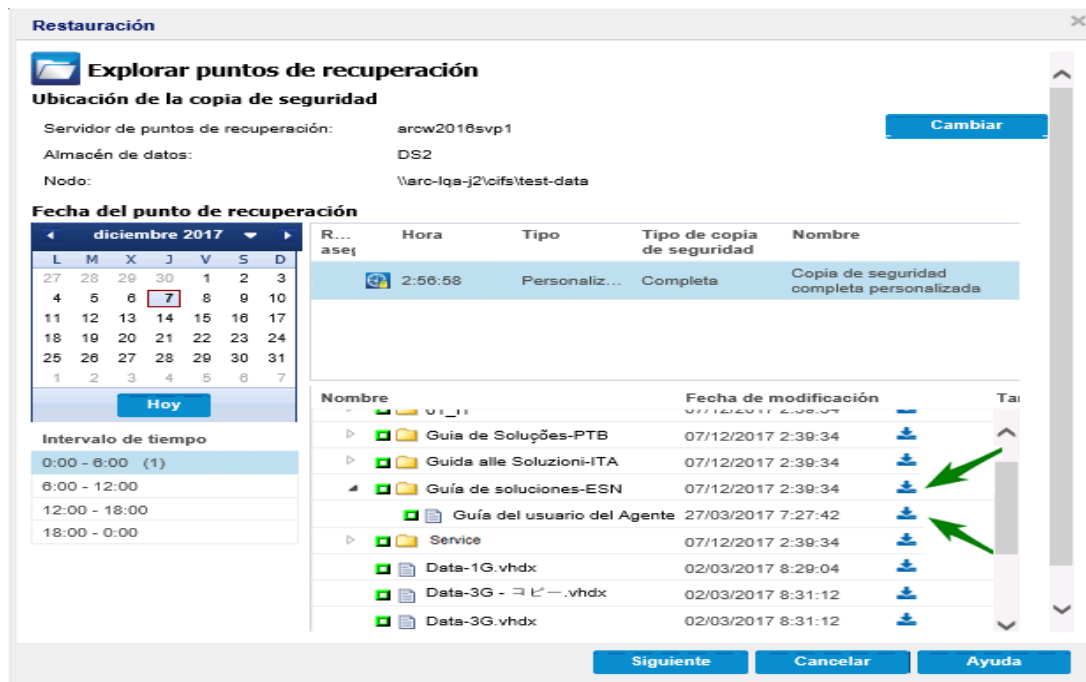 Restauración
Explorar puntos de recuperación
Ubicación de la copia de seguridad
Servidor de puntos de recuperación: arcw2016svp1
Cambiar
Almacén de datos: DS2
Nodo: \\arc-lqa-j2\cifs\test-data
Fecha del punto de recuperación
diciembre 2017
L M X J V S D
27 28 29 30 1 2 3
4 5 6 7 8 9 10
11 12 13 14 15 16 17
18 19 20 21 22 23 24
25 26 27 28 29 30 31
1 2 3 4 5 6 7
Hoy
Intervalo de tiempo
0:00 - 6:00 (1)
6:00 - 12:00
12:00 - 18:00
18:00 - 0:00
R... Hora Tipo Tipo de copia de seguridad Nombre
2:56:58 Personaliz... Completa Copia de seguridad completa personalizada
Nombre Fecha de modificación
Guia de Soluções-PTB 07/12/2017 2:39:34
Guida alle Soluzioni-ITA 07/12/2017 2:39:34
Guía de soluciones-ESN 07/12/2017 2:39:34
Guía del usuario del Agente 27/03/2017 7:27:42
Service 07/12/2017 2:39:34
Data-1G.vhdx 02/03/2017 8:29:04
Data-3G - コピー.vhdx 02/03/2017 8:31:12
Data-3G.vhdx 02/03/2017 8:31:12
Siguiente Cancelar Ayuda